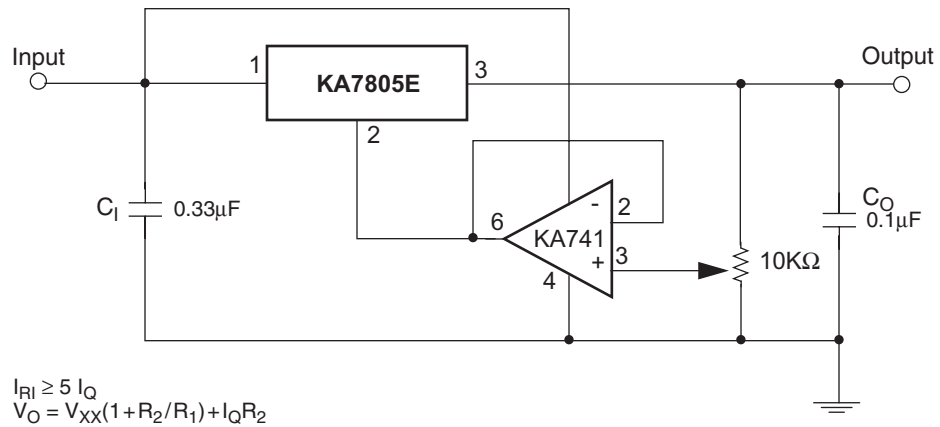 Input
Output
1
KA7805E
3
2
C_I 0.33µF
6
-
2
KA741
+
3
4
C_O
0.1µF
10KΩ
I_RI ≥ 5 I_Q
V_O = V_XX(1+R_2/R_1)+I_QR_2